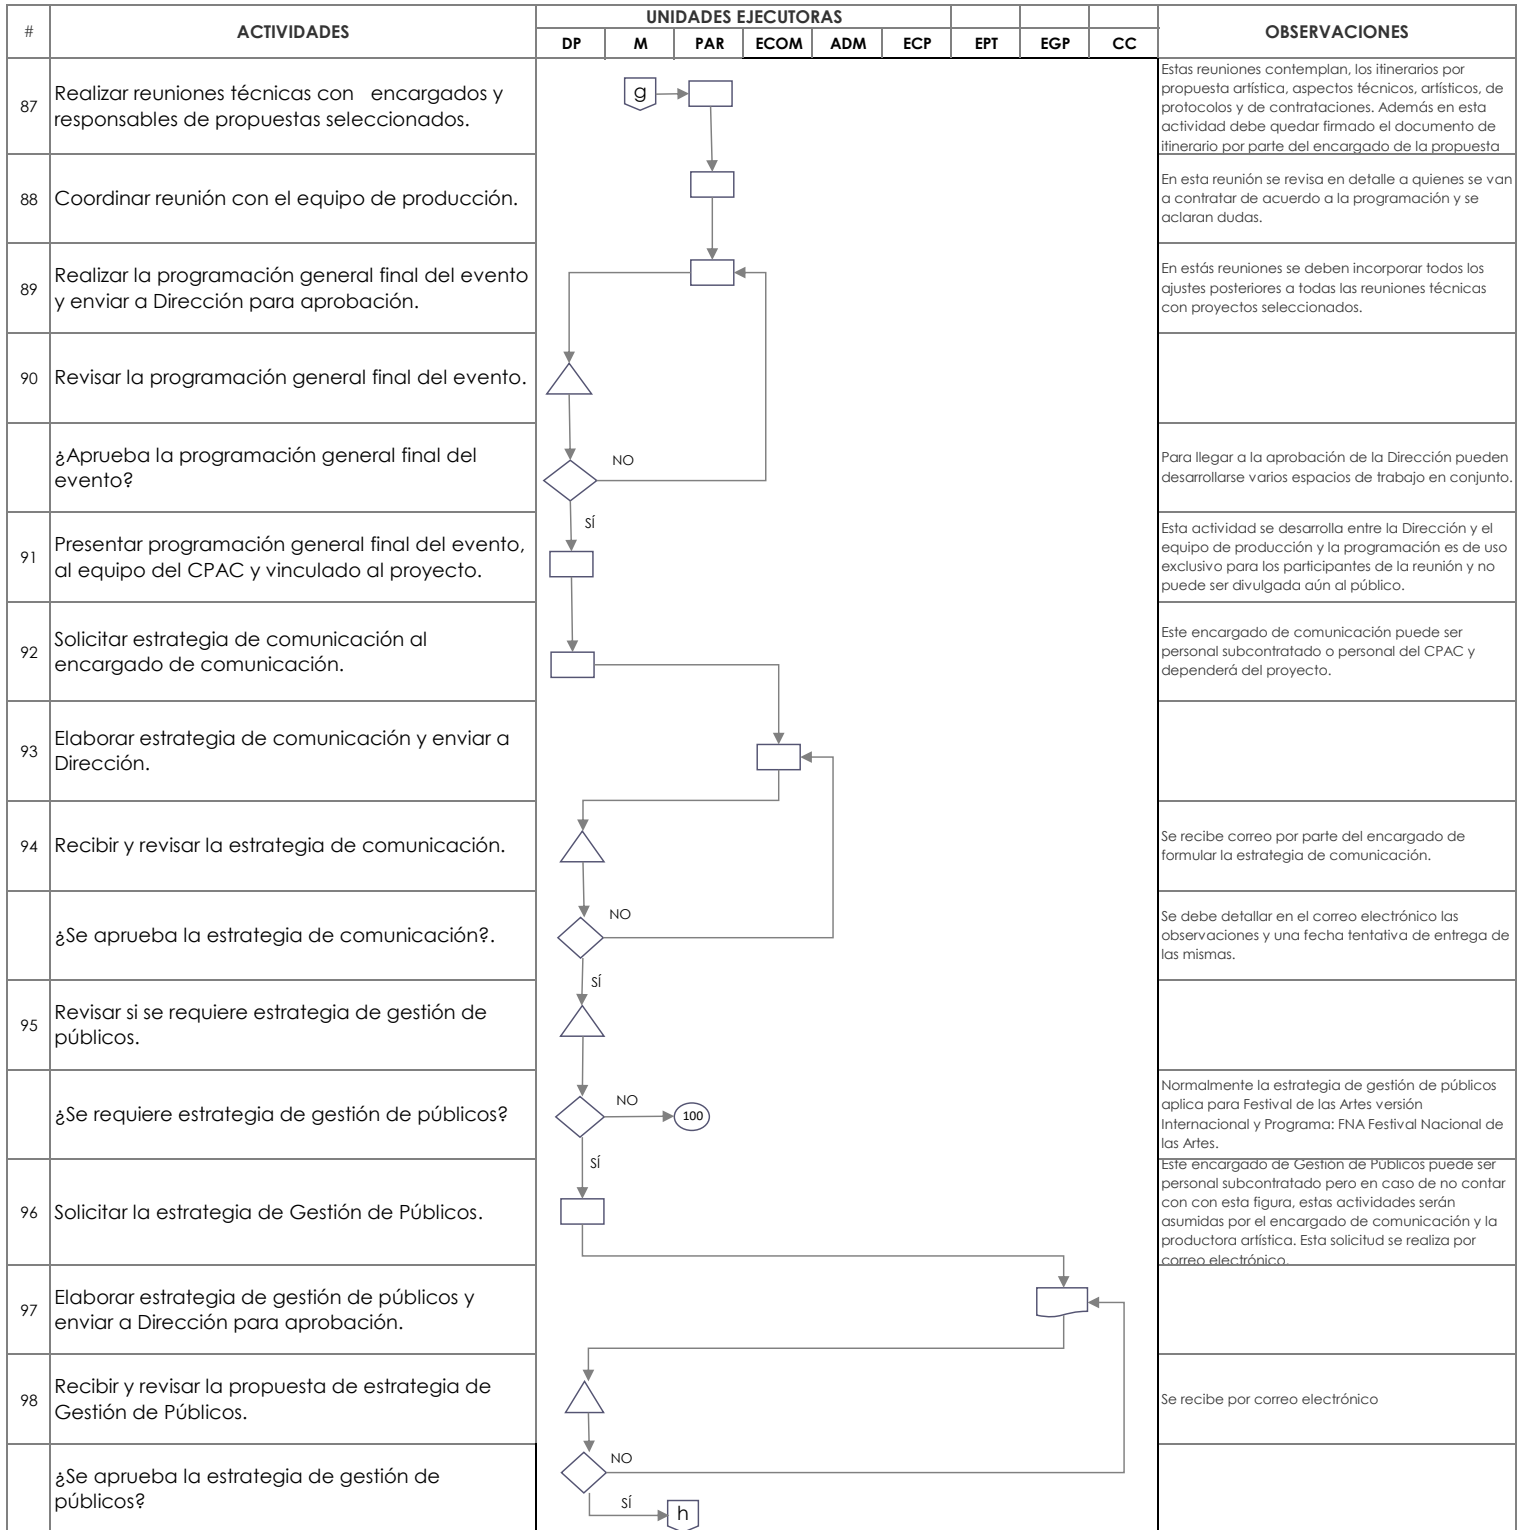 #
ACTIVIDADES
UNIDADES EJECUTORAS
OBSERVACIONES
DP M PAR ECOM ADM ECP EPT EGP CC
87
Realizar reuniones técnicas con encargados y
responsables de propuestas seleccionados.
g
Estas reuniones contemplan, los itinerarios por
propuesta artística, aspectos técnicos, artísticos, de
protocolos y de contrataciones. Además en esta
actividad debe quedar firmado el documento de
itinerario por parte del encargado de la propuesta
88
Coordinar reunión con el equipo de producción.
En esta reunión se revisa en detalle a quienes se van
a contratar de acuerdo a la programación y se
aclaran dudas.
89
Realizar la programación general final del evento
y enviar a Dirección para aprobación.
En estás reuniones se deben incorporar todos los
ajustes posteriores a todas las reuniones técnicas
con proyectos seleccionados.
90
Revisar la programación general final del evento.
¿Aprueba la programación general final del
evento?
NO
SÍ
Para llegar a la aprobación de la Dirección pueden
desarrollarse varios espacios de trabajo en conjunto.
91
Presentar programación general final del evento,
al equipo del CPAC y vinculado al proyecto.
Esta actividad se desarrolla entre la Dirección y el
equipo de producción y la programación es de uso
exclusivo para los participantes de la reunión y no
puede ser divulgada aún al público.
92
Solicitar estrategia de comunicación al
encargado de comunicación.
Este encargado de comunicación puede ser
personal subcontratado o personal del CPAC y
dependerá del proyecto.
93
Elaborar estrategia de comunicación y enviar a
Dirección.
94
Recibir y revisar la estrategia de comunicación.
Se recibe correo por parte del encargado de
formular la estrategia de comunicación.
¿Se aprueba la estrategia de comunicación?.
NO
SÍ
Se debe detallar en el correo electrónico las
observaciones y una fecha tentativa de entrega de
las mismas.
95
Revisar si se requiere estrategia de gestión de
públicos.
¿Se requiere estrategia de gestión de públicos?
NO
100
SÍ
Normalmente la estrategia de gestión de públicos
aplica para Festival de las Artes versión
Internacional y Programa: FNA Festival Nacional de
las Artes.
96
Solicitar la estrategia de Gestión de Públicos.
Este encargado de Gestión de Públicos puede ser
personal subcontratado pero en caso de no contar
con con esta figura, estas actividades serán
asumidas por el encargado de comunicación y la
productora artística. Esta solicitud se realiza por
correo electrónico.
97
Elaborar estrategia de gestión de públicos y
enviar a Dirección para aprobación.
98
Recibir y revisar la propuesta de estrategia de
Gestión de Públicos.
Se recibe por correo electrónico
¿Se aprueba la estrategia de gestión de
públicos?
NO
SÍ
h